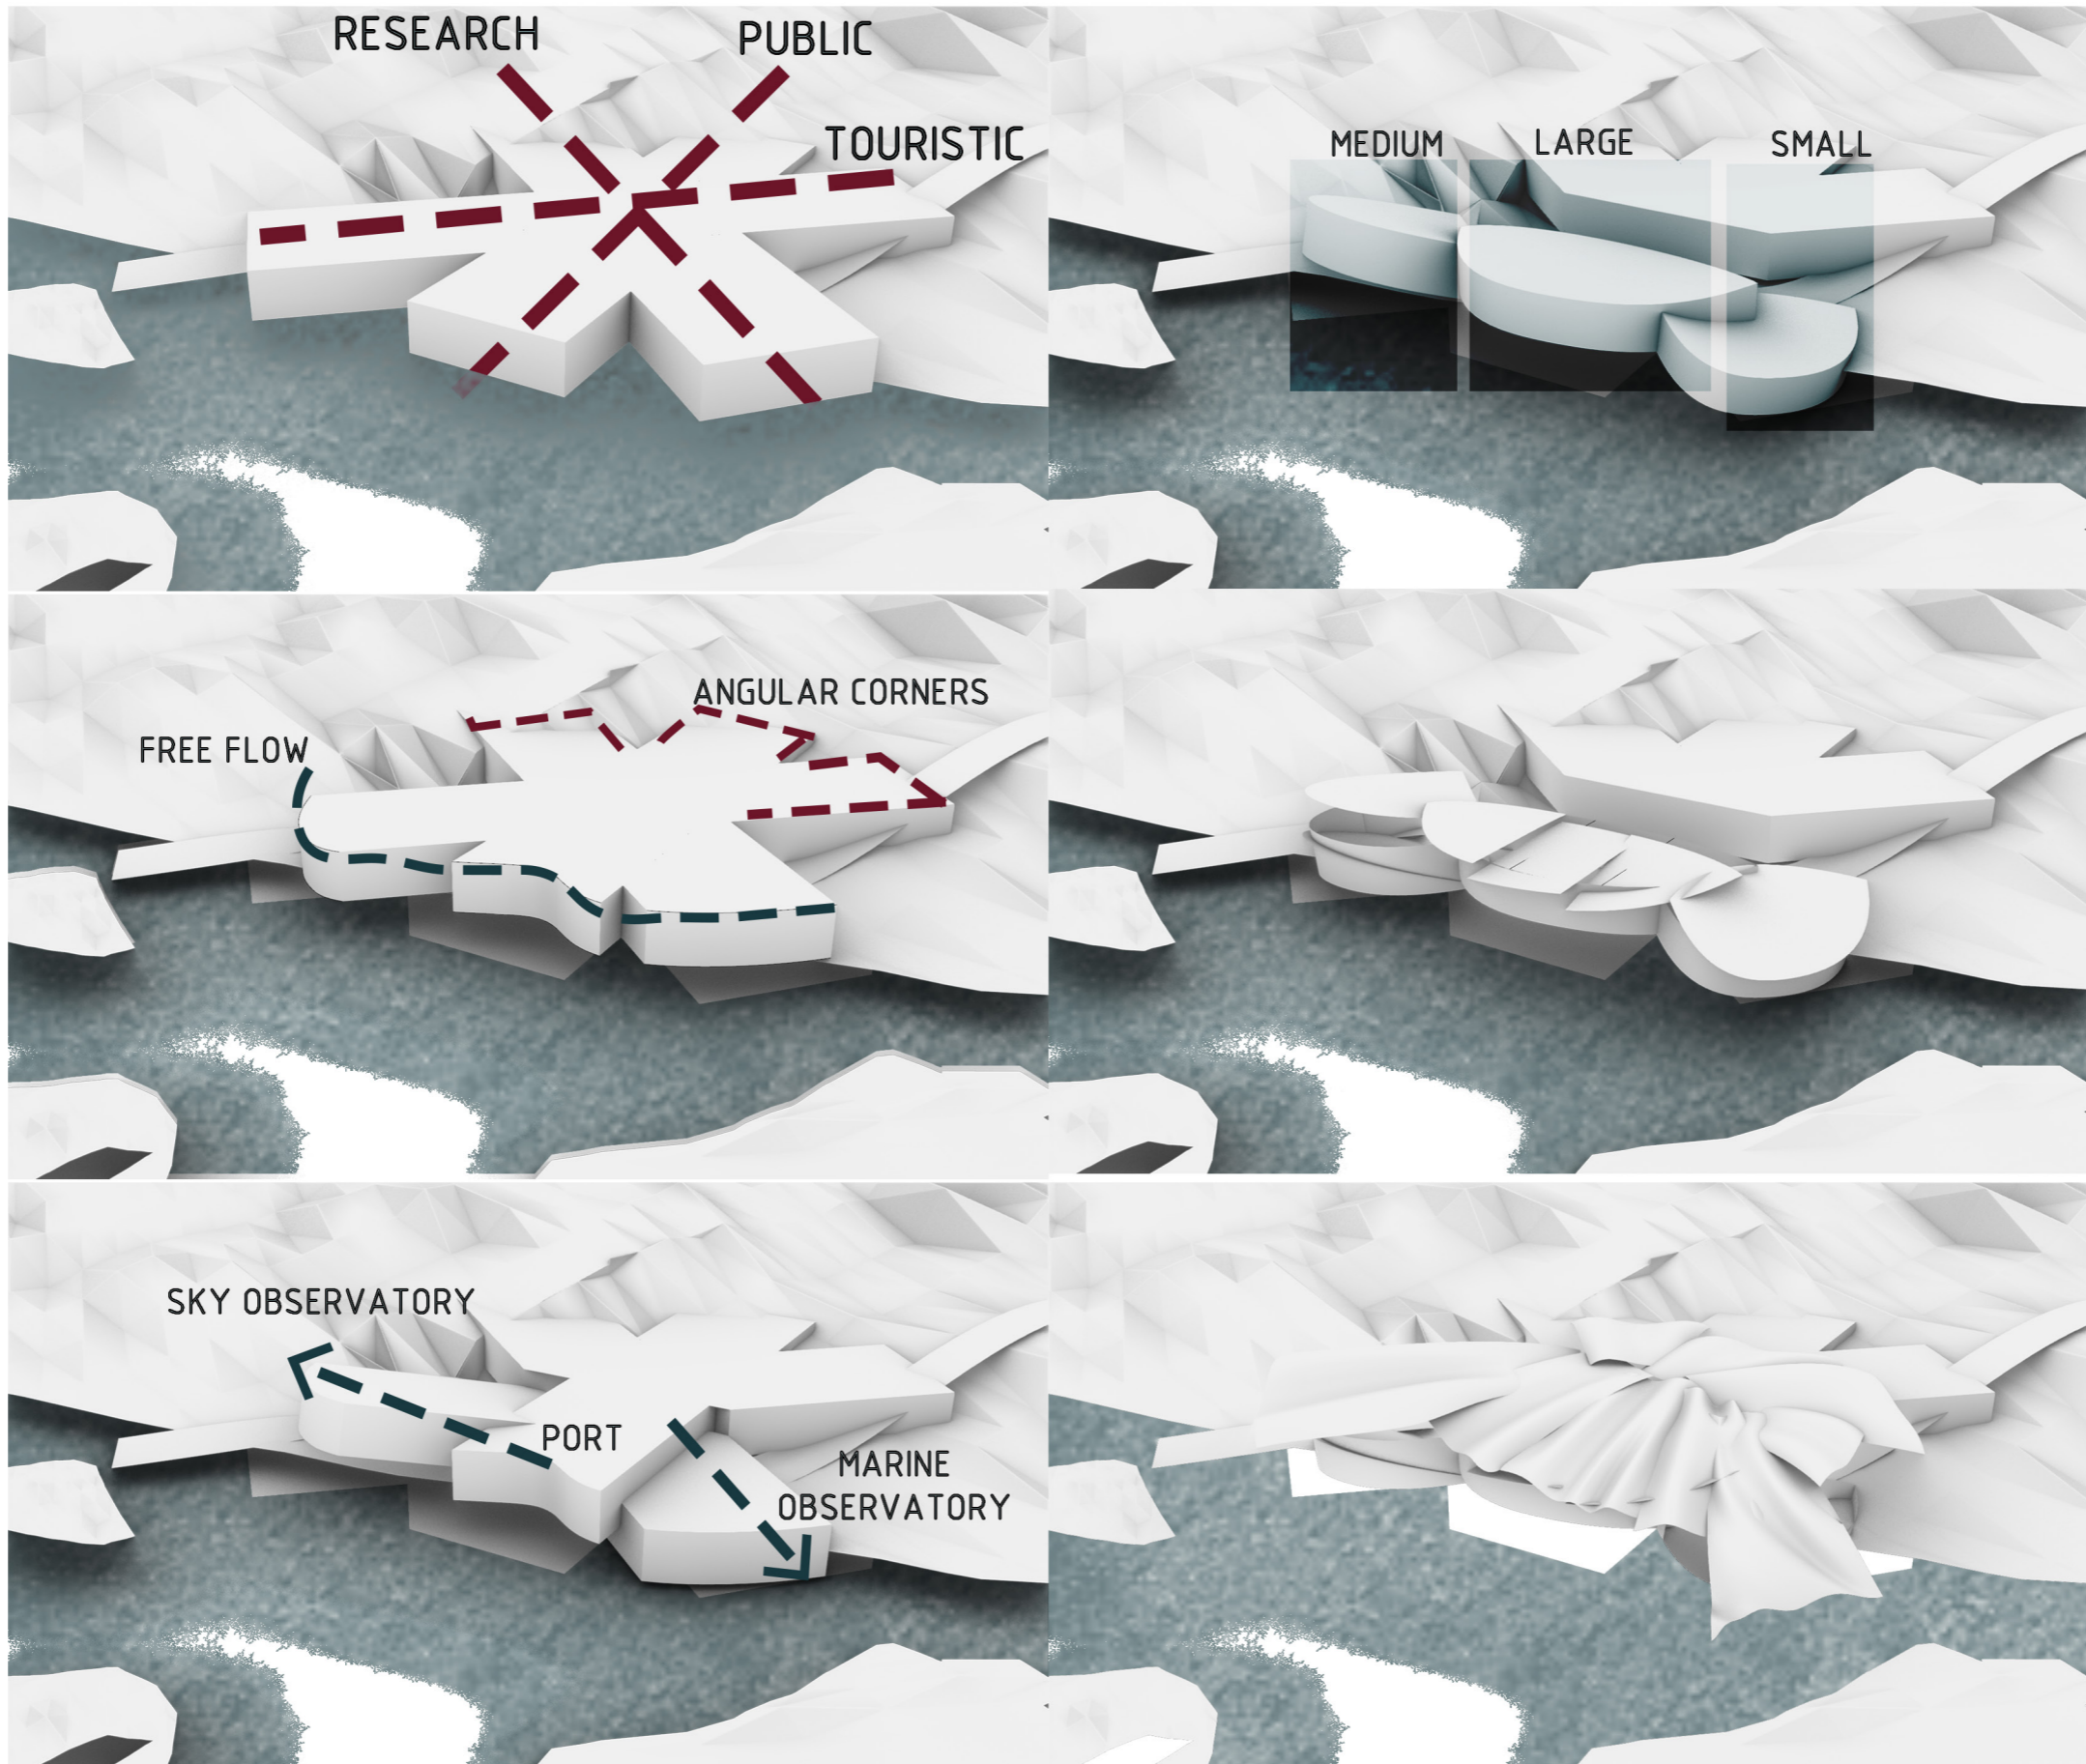 RESEARCH
PUBLIC
TOURISTIC
MEDIUM
LARGE
SMALL
FREE FLOW
ANGULAR CORNERS
SKY OBSERVATORY
PORT
MARINE
OBSERVATORY